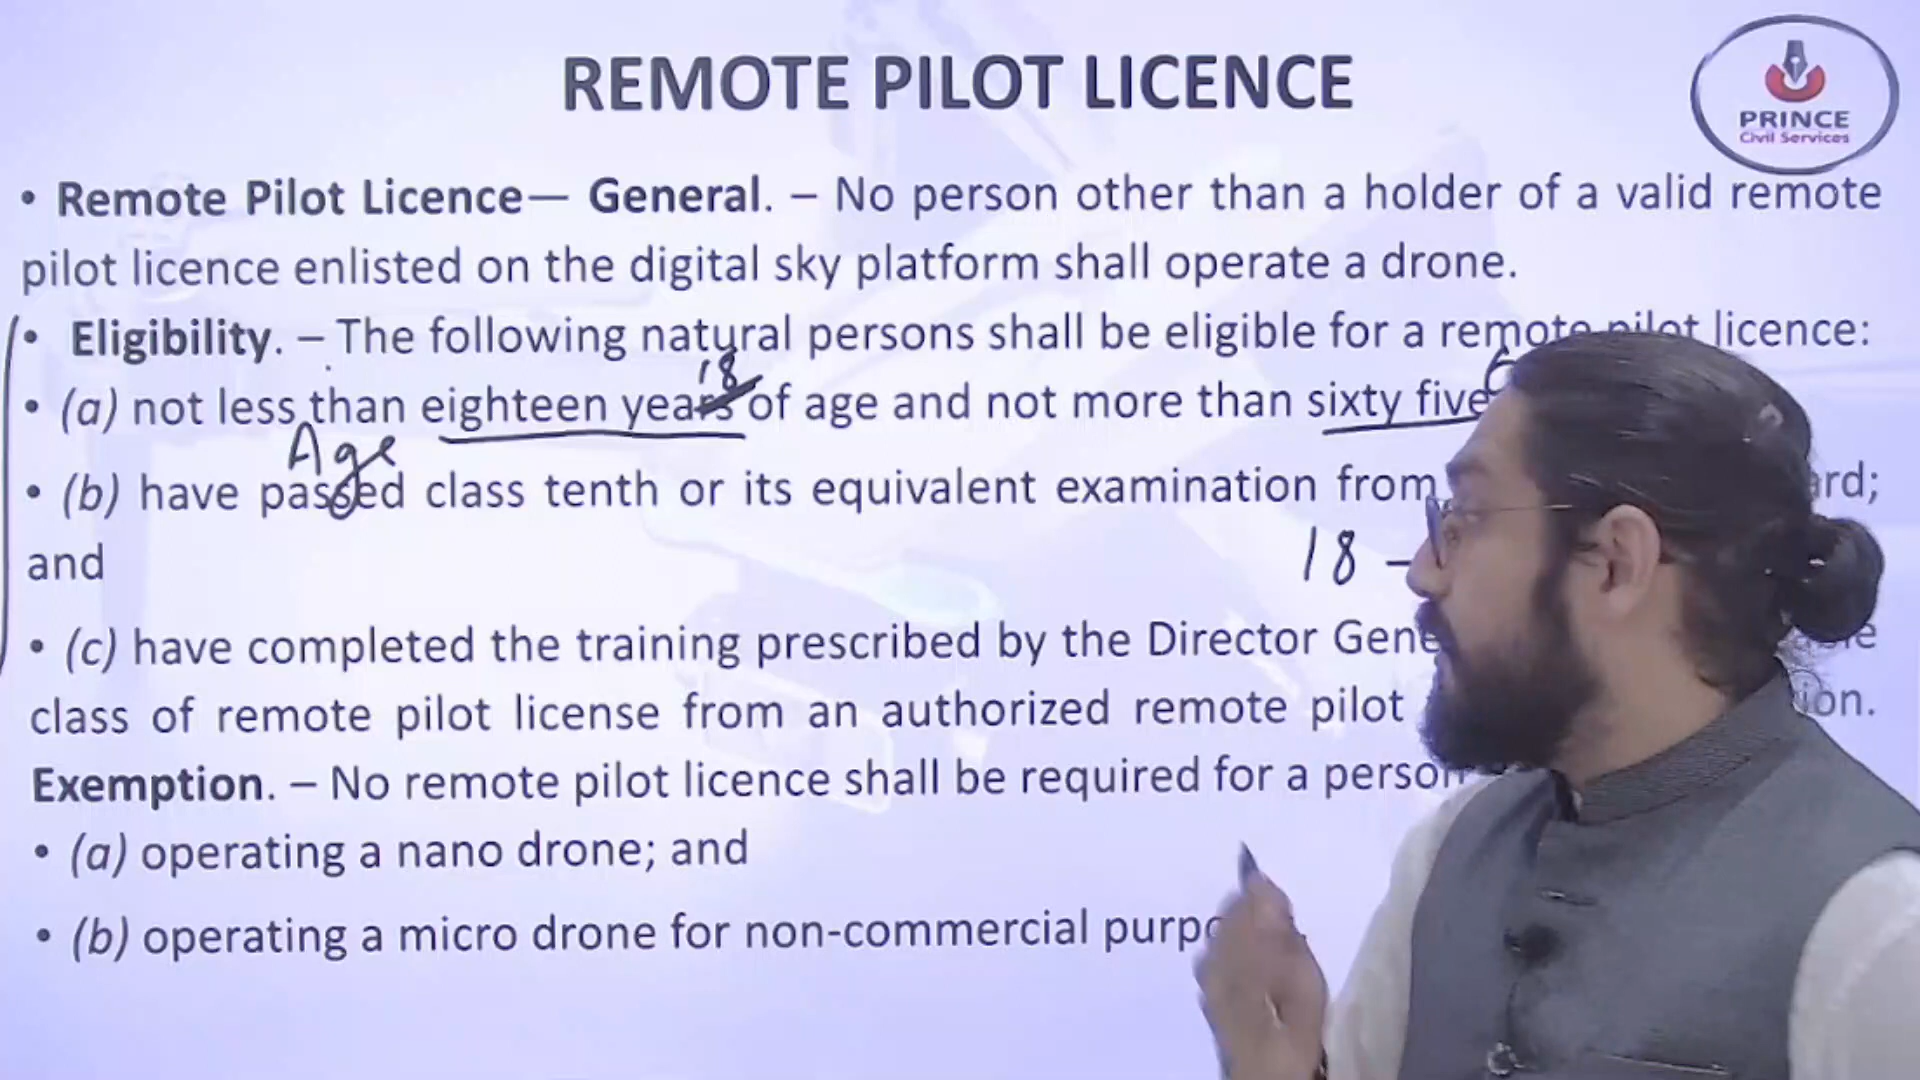 REMOTE PILOT LICENCE
PRINCE
Civil Services
• Remote Pilot Licence— General. – No person other than a holder of a valid remote
pilot licence enlisted on the digital sky platform shall operate a drone.
• Eligibility. – The following natural persons shall be eligible for a remote pilot licence:
18
• (a) not less than eighteen years of age and not more than sixty five
Age
• (b) have passed class tenth or its equivalent examination from
and
18 –
• (c) have completed the training prescribed by the Director
class of remote pilot license from an authorized remote pilot
Exemption. – No remote pilot licence shall be required for a person
• (a) operating a nano drone; and
• (b) operating a micro drone for non-commercial